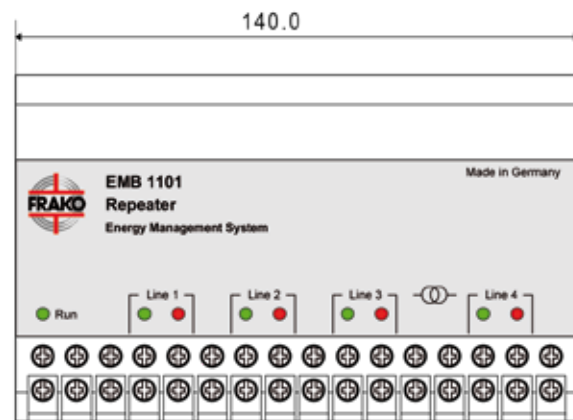 140.0
Made in Germany
FRAKO
EMB 1101
Repeater
Energy Management System
Run
Line 1
Line 2
Line 3
Line 4